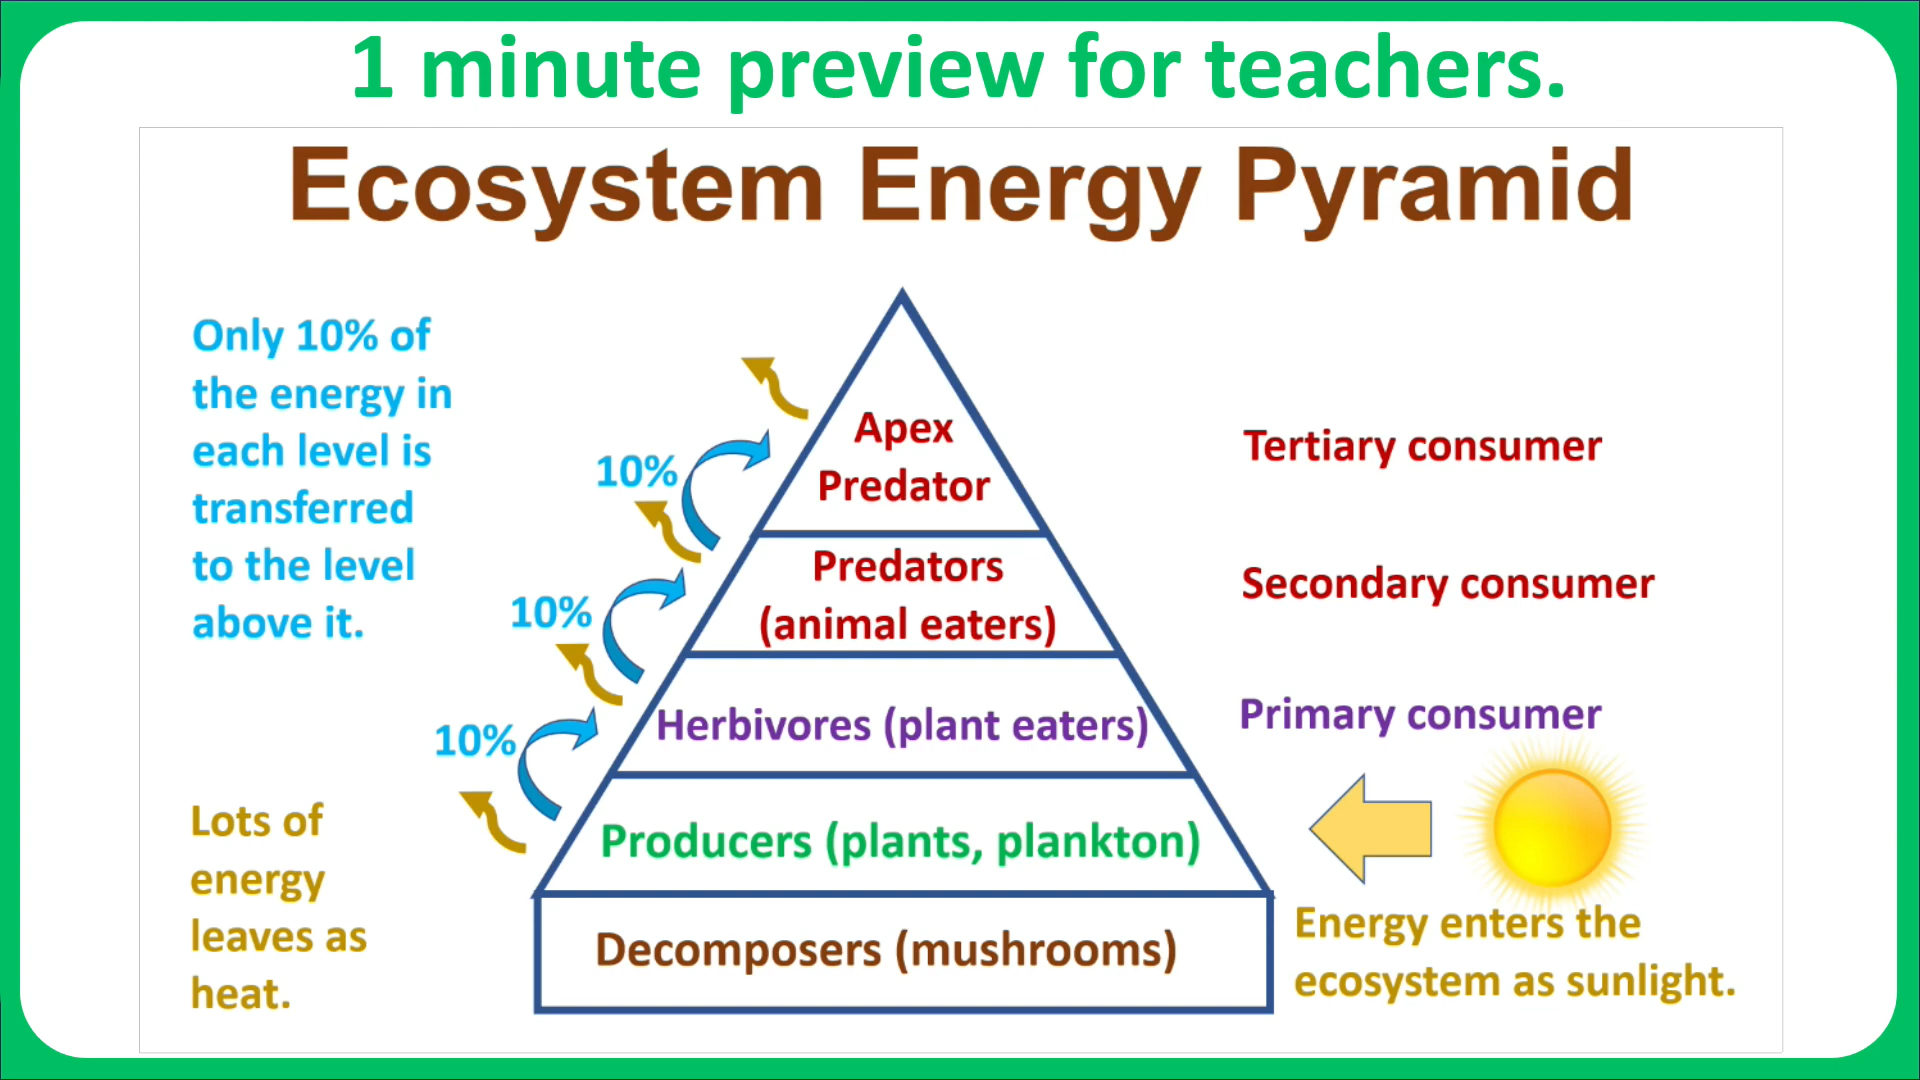 1 minute preview for teachers.
Ecosystem Energy Pyramid
Only 10% of
the energy in
each level is
transferred
to the level
above it.
10%
10%
10%
Lots of
energy
leaves as
heat.
Apex
Predator
Predators
(animal eaters)
Herbivores (plant eaters)
Producers (plants, plankton)
Decomposers (mushrooms)
Tertiary consumer
Secondary consumer
Primary consumer
Energy enters the
ecosystem as sunlight.